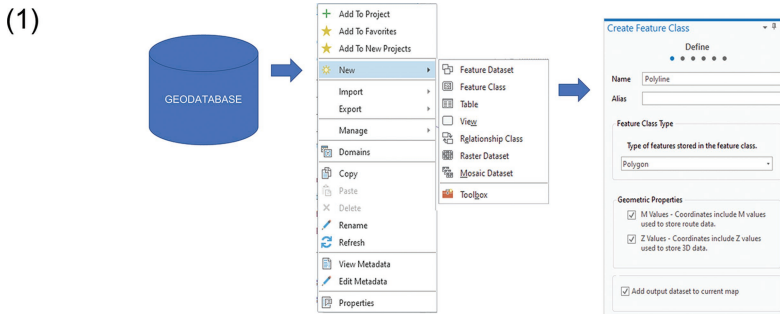 (1)
GEODATABASE
Add To Project
Add To Favorites
Add To New Projects
New
Import
Export
Manage
Domains
Copy
Paste
Delete
Rename
Refresh
View Metadata
Edit Metadata
Properties
Feature Dataset
Feature Class
Table
View
Relationship Class
Raster Dataset
Mosaic Dataset
Toolbox
Create Feature Class
Define
Name Polyline
Alias
Feature Class Type
Type of features stored in the feature class.
Polygon
Geometric Properties
M Values - Coordinates include M values
used to store route data.
Z Values - Coordinates include Z values
used to store 3D data.
Add output dataset to current map